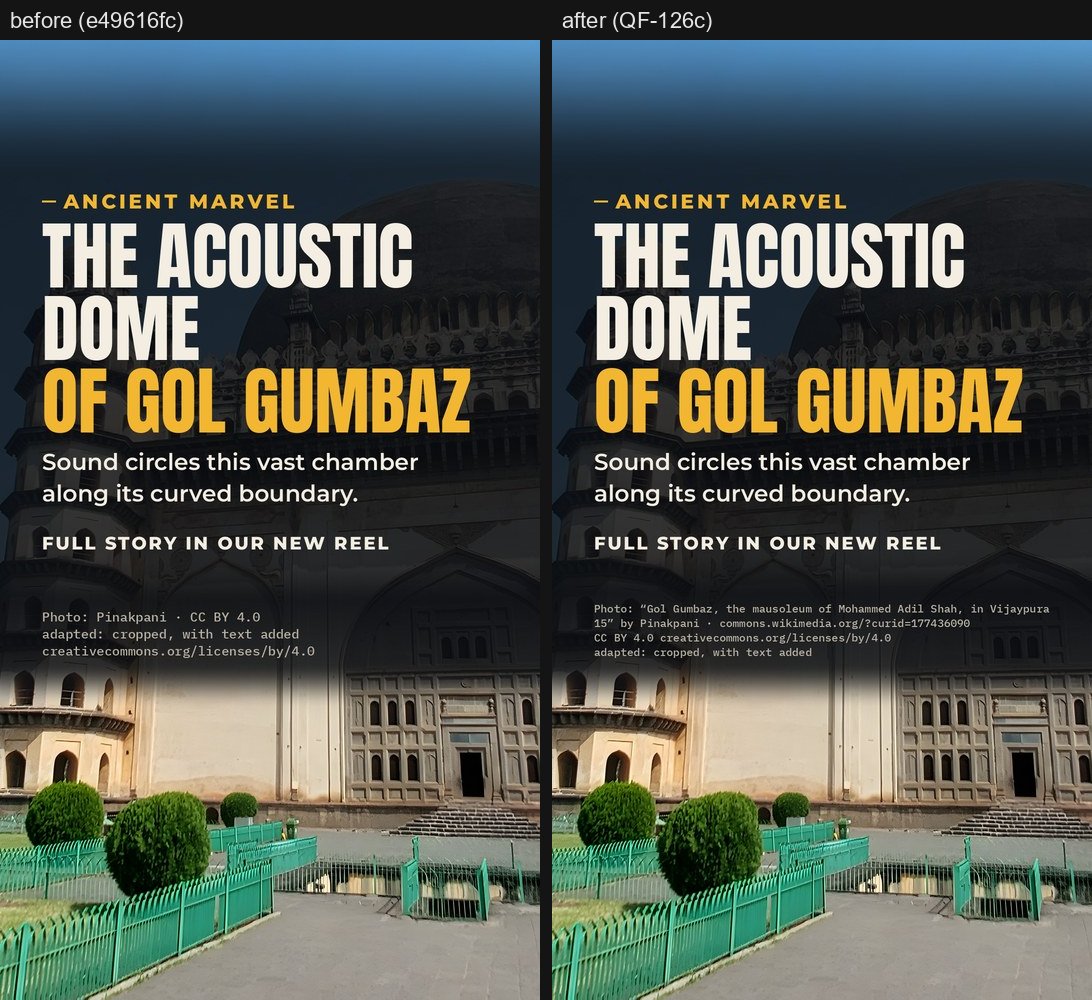 before (e49616fc)
— ANCIENT MARVEL
THE ACOUSTIC
DOME
OF GOL GUMBAZ
Sound circles this vast chamber
along its curved boundary.
FULL STORY IN OUR NEW REEL
Photo: Pinakpani · CC BY 4.0
adapted: cropped, with text added
creativecommons.org/licenses/by/4.0
after (QF-126c)
— ANCIENT MARVEL
THE ACOUSTIC
DOME
OF GOL GUMBAZ
Sound circles this vast chamber
along its curved boundary.
FULL STORY IN OUR NEW REEL
Photo: “Gol Gumbaz, the mausoleum of Mohammed Adil Shah, in Vijaypura
15” by Pinakpani · commons.wikimedia.org/?curid=177436090
CC BY 4.0 creativecommons.org/licenses/by/4.0
adapted: cropped, with text added